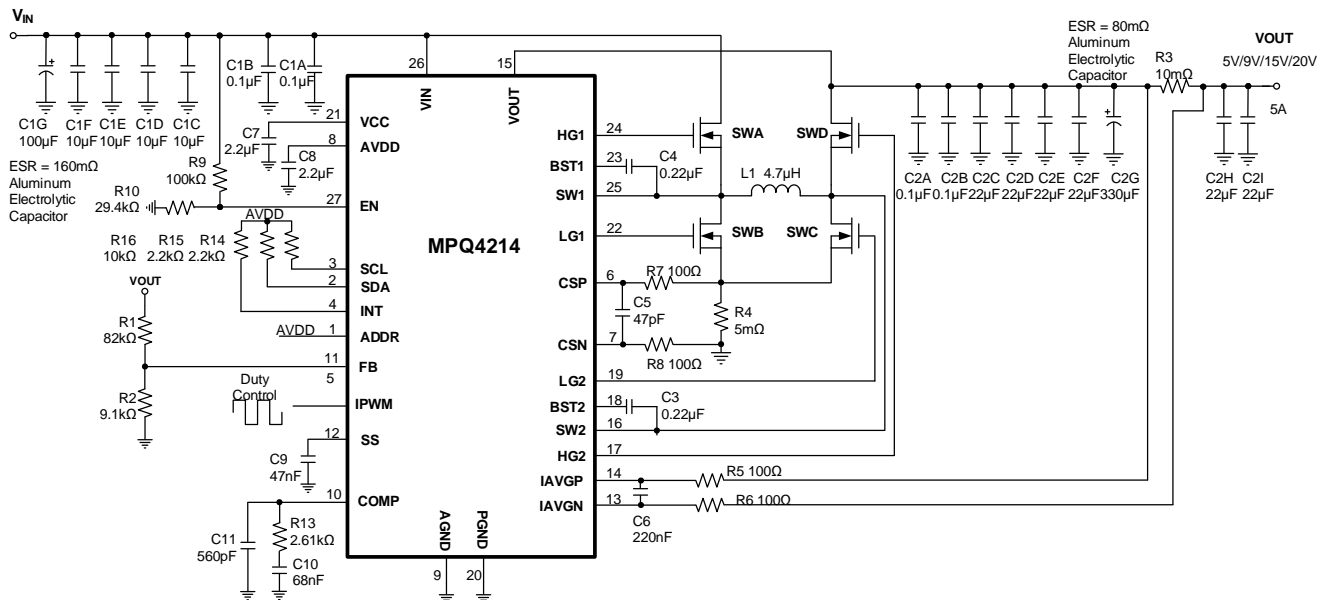 VIN
C1G
100µF
C1F
10µF
C1E
10µF
C1D
10µF
C1C
10µF
C1B
0.1µF
C1A
0.1µF
ESR = 160mΩ
Aluminum
Electrolytic
Capacitor
R9
100kΩ
R10
29.4kΩ
C7
2.2µF
C8
2.2µF
AVDD
R16
10kΩ
R15
2.2kΩ
R14
2.2kΩ
VOUT
R1
82kΩ
R2
9.1kΩ
AVDD
Duty
Control
C9
47nF
C11
560pF
R13
2.61kΩ
C10
68nF
26
VIN
15
VOUT
21
VCC
8
AVDD
27
EN
3
SCL
2
SDA
4
INT
1
ADDR
11
FB
5
IPWM
12
SS
10
COMP
MPQ4214
AGND
9
PGND
20
HG1
24
BST1
23
SW1
25
LG1
22
CSP
6
CSN
7
LG2
19
BST2
18
SW2
16
HG2
17
IAVGP
14
IAVGN
13
C4
0.22µF
L1 4.7µH
SWA
SWD
SWB
SWC
R7 100Ω
C5
47pF
R8 100Ω
R4
5mΩ
C3
0.22µF
R5 100Ω
R6 100Ω
C6
220nF
ESR = 80mΩ
Aluminum
Electrolytic
Capacitor
C2A
0.1µF
C2B
0.1µF
C2C
22µF
C2D
22µF
C2E
22µF
C2F
22µF
C2G
330µF
R3
10mΩ
VOUT
5V/9V/15V/20V
5A
C2H
22µF
C2I
22µF